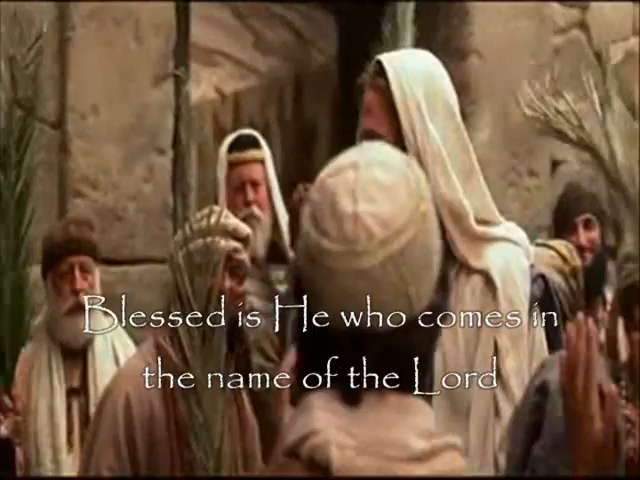 Blessed is He who comes in
the name of the Lord